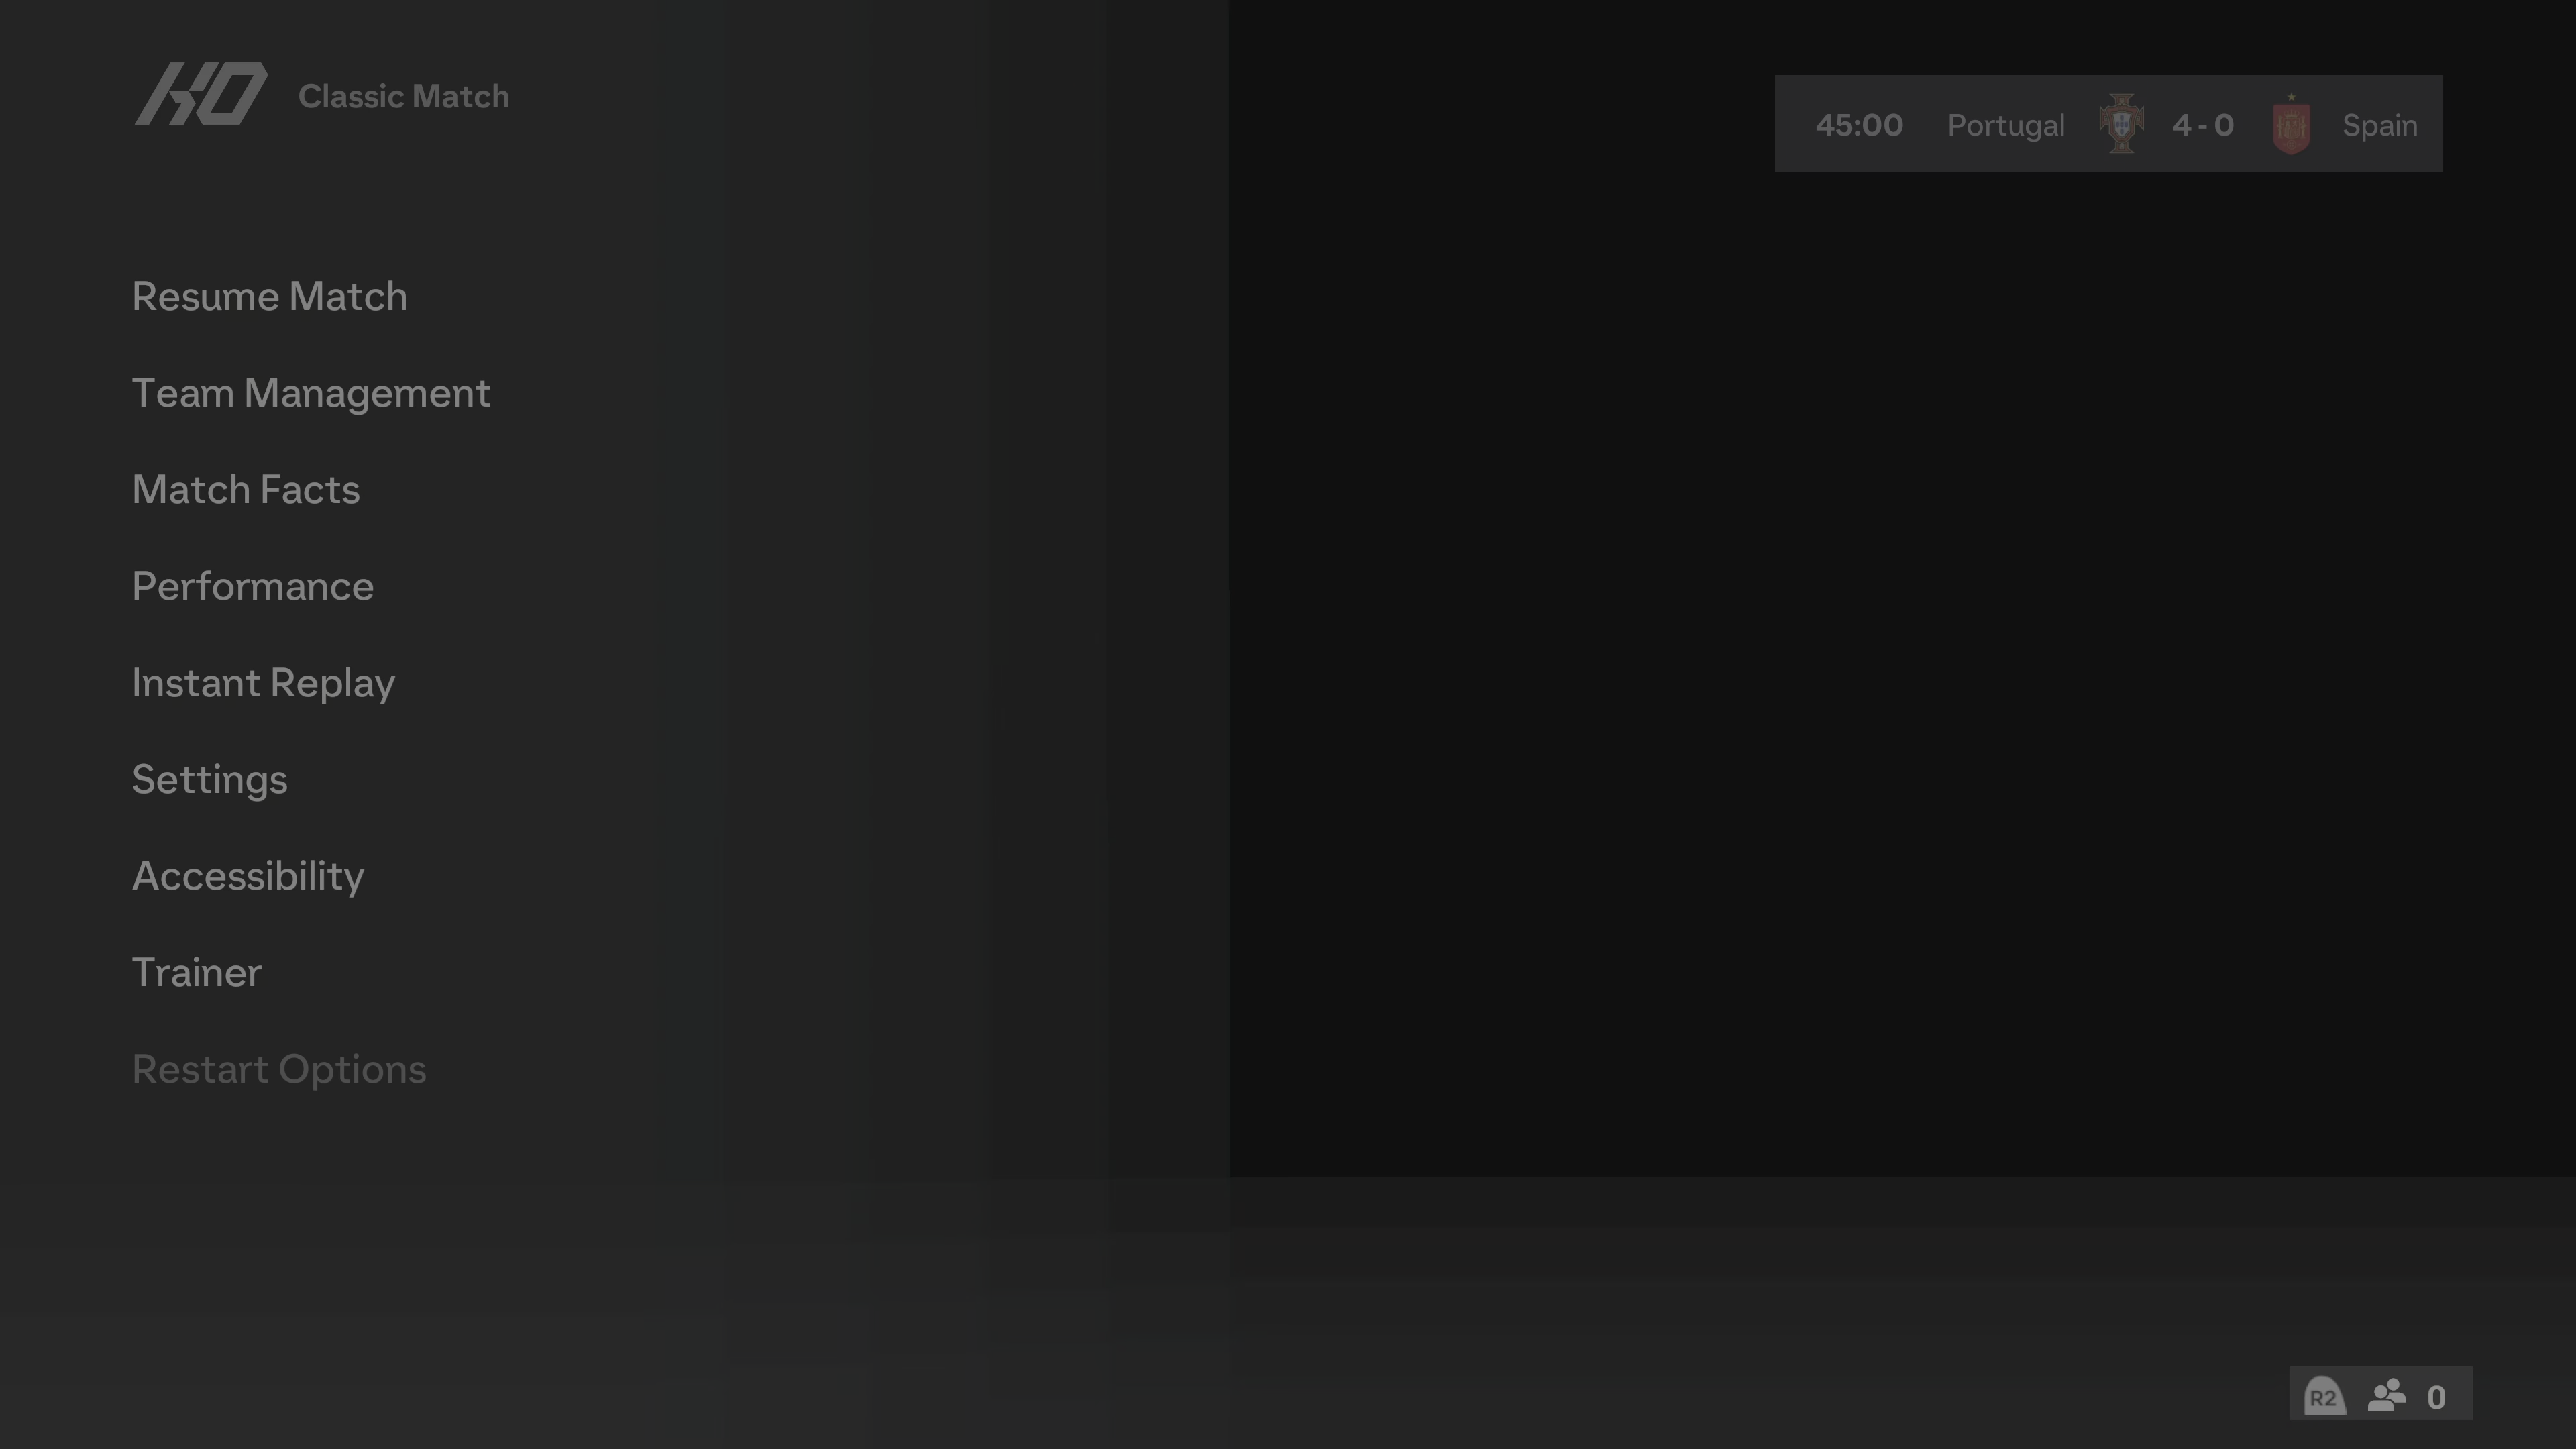 KO Classic Match
45:00 Portugal 4 - 0 Spain
Resume Match
Team Management
Match Facts
Performance
Instant Replay
Settings
Accessibility
Trainer
Restart Options
R2 0